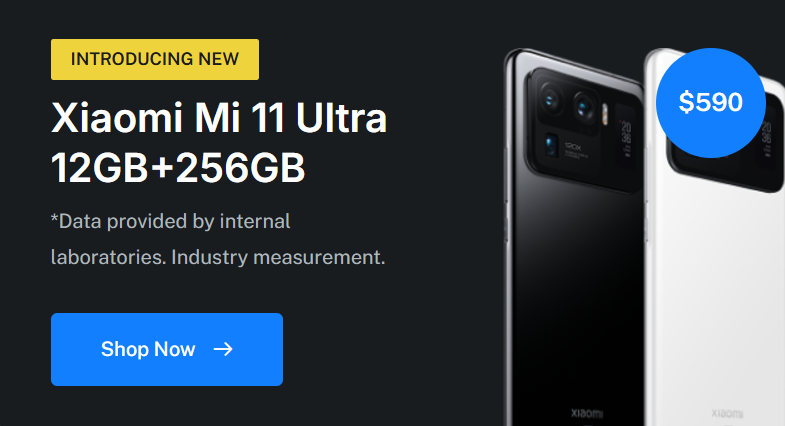 INTRODUCING NEW
Xiaomi Mi 11 Ultra
12GB+256GB
*Data provided by internal
laboratories. Industry measurement.
Shop Now →
$590
120X
xiaomi
xiaomi